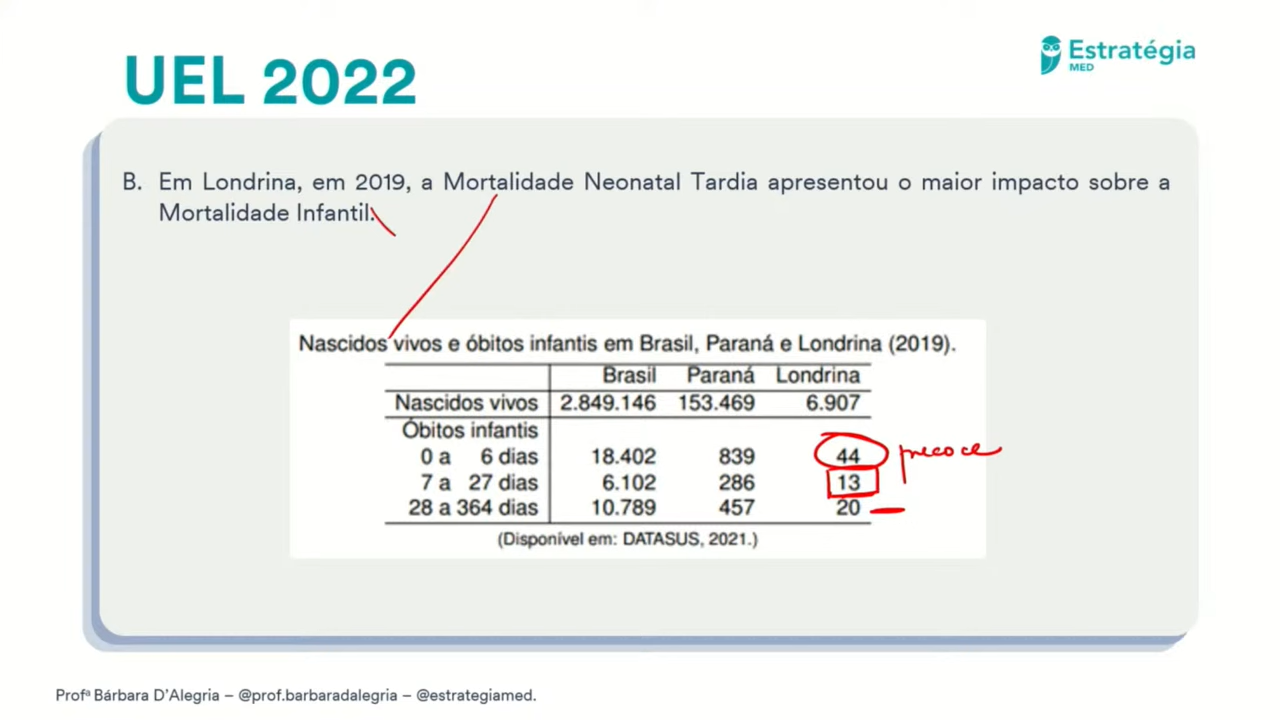 UEL 2022
Estratégia
MED
B. Em Londrina, em 2019, a Mortalidade Neonatal Tardia apresentou o maior impacto sobre a
Mortalidade Infantil.
Nascidos vivos e óbitos infantis em Brasil, Paraná e Londrina (2019).
Brasil Paraná Londrina
Nascidos vivos 2.849.146 153.469 6.907
Óbitos infantis
0 a 6 dias 18.402 839 44 precoce
7 a 27 dias 6.102 286 13
28 a 364 dias 10.789 457 20
(Disponível em: DATASUS, 2021.)
Profª Bárbara D'Alegria – @prof.barbaradalegria – @estrategiamed.